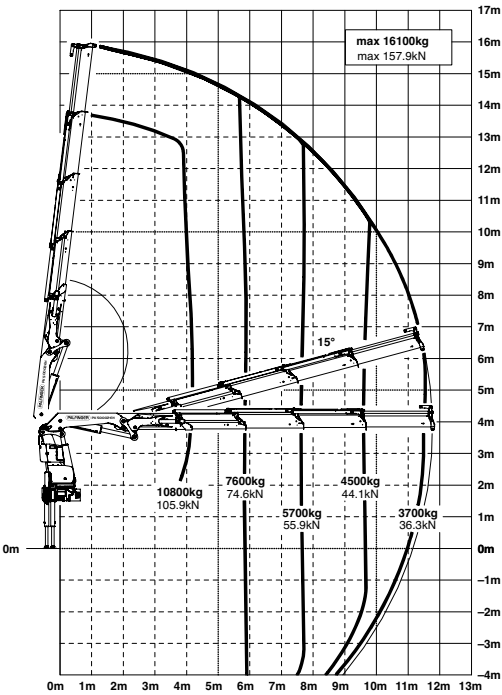 17m
16m
15m
14m
13m
12m
11m
10m
9m
8m
7m
6m
5m
4m
3m
2m
1m
0m
–1m
–2m
–3m
–4m
max 16100kg
max 157.9kN
15°
PALFINGER
10800kg
105.9kN
7600kg
74.6kN
5700kg
55.9kN
4500kg
44.1kN
3700kg
36.3kN
0m
0m 1m 2m 3m 4m 5m 6m 7m 8m 9m 10m 11m 12m 13m